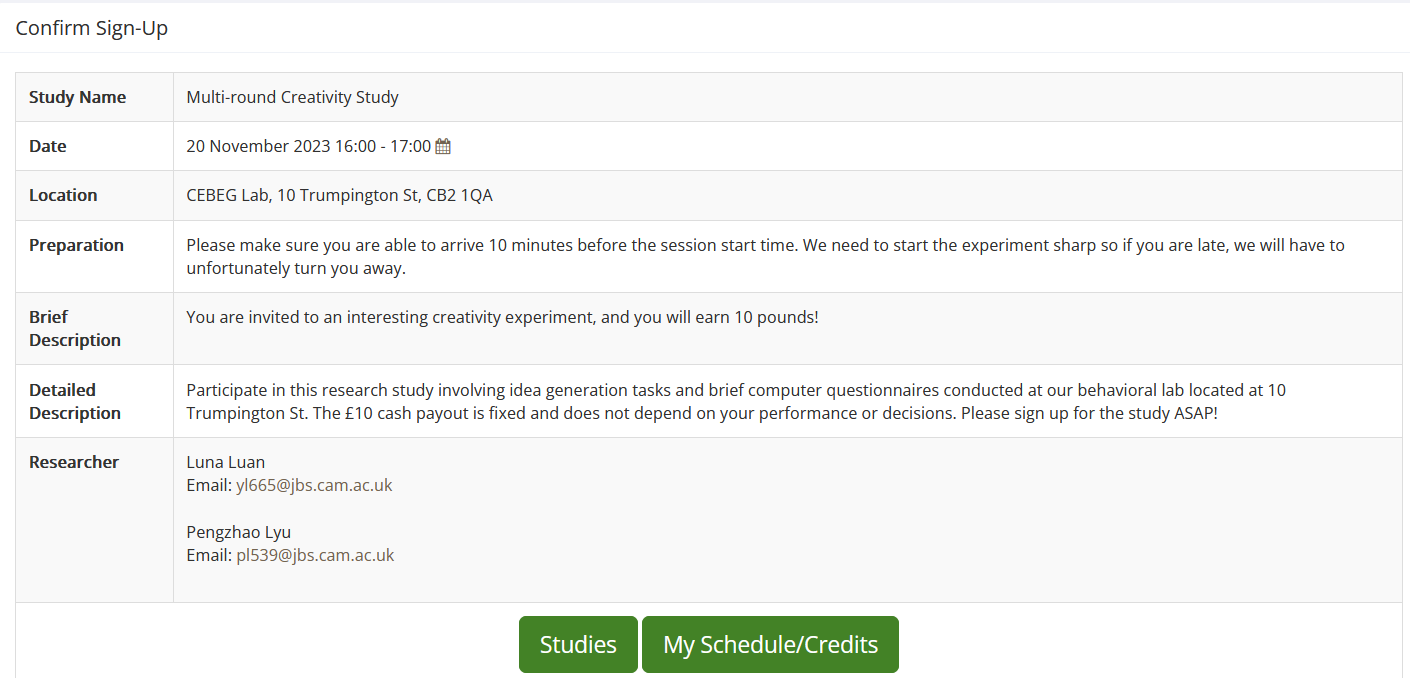 Confirm Sign-Up
Study Name
Multi-round Creativity Study
Date
20 November 2023 16:00 - 17:00
Location
CEBEG Lab, 10 Trumpington St, CB2 1QA
Preparation
Please make sure you are able to arrive 10 minutes before the session start time. We need to start the experiment sharp so if you are late, we will have to
unfortunately turn you away.
Brief
Description
You are invited to an interesting creativity experiment, and you will earn 10 pounds!
Detailed
Description
Participate in this research study involving idea generation tasks and brief computer questionnaires conducted at our behavioral lab located at 10
Trumpington St. The £10 cash payout is fixed and does not depend on your performance or decisions. Please sign up for the study ASAP!
Researcher
Luna Luan
Email: yl665@jbs.cam.ac.uk
Pengzhao Lyu
Email: pl539@jbs.cam.ac.uk
Studies
My Schedule/Credits